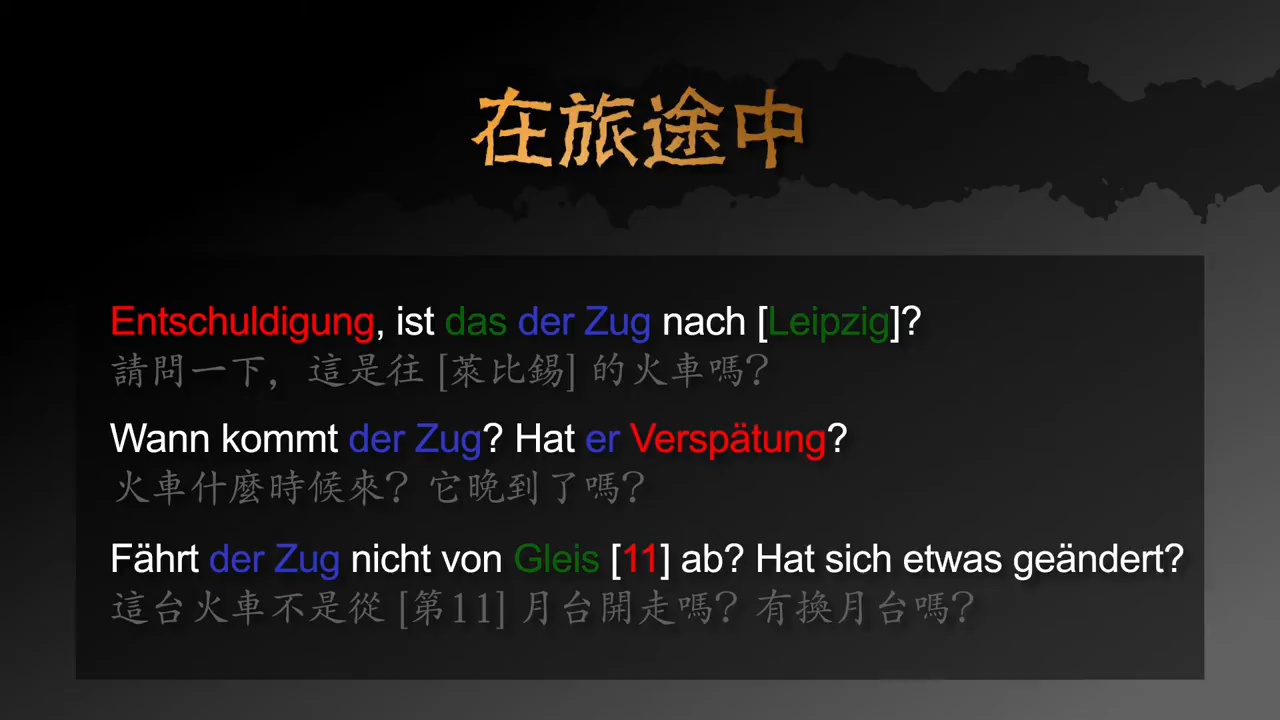 在旅途中
Entschuldigung, ist das der Zug nach [Leipzig]?
請問一下，這是往 [萊比錫] 的火車嗎？
Wann kommt der Zug? Hat er Verspätung?
火車什麼時候來？它晚到了嗎？
Fährt der Zug nicht von Gleis [11] ab? Hat sich etwas geändert?
這台火車不是從 [第11] 月台開走嗎？有換月台嗎？